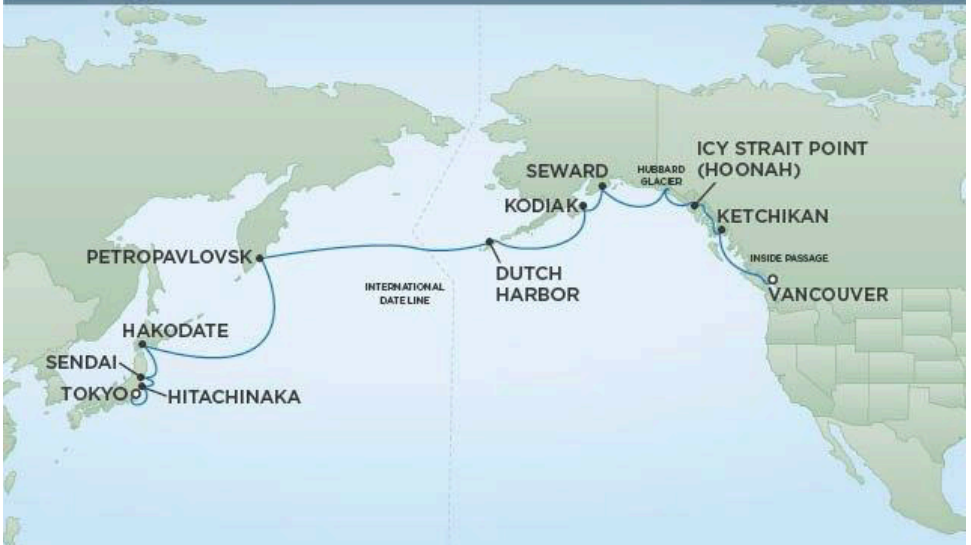 ICY STRAIT POINT
(HOONAH)
HUBBARD
GLACIER
SEWARD
KODIAK
KETCHIKAN
PETROPAVLOVSK
INSIDE PASSAGE
DUTCH
HARBOR
VANCOUVER
INTERNATIONAL
DATE LINE
HAKODATE
SENDAI
TOKYO
HITACHINAKA